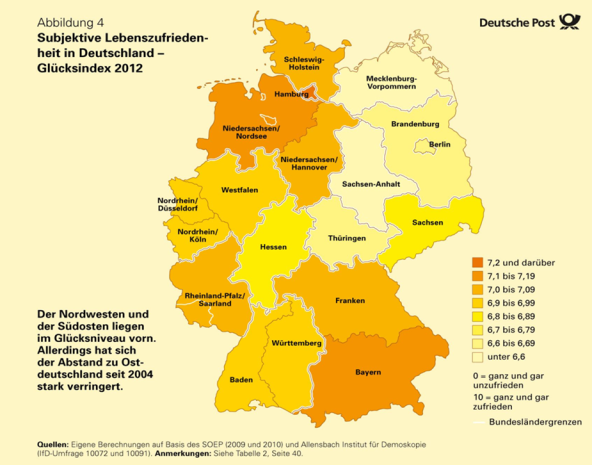 Abbildung 4
Subjektive Lebenszufrieden-
heit in Deutschland –
Glücksindex 2012
Deutsche Post
Schleswig-
Holstein
Mecklenburg-
Vorpommern
Hamburg
Brandenburg
Niedersachsen/
Nordsee
Berlin
Niedersachsen/
Hannover
Sachsen-Anhalt
Westfalen
Nordrhein/
Düsseldorf
Sachsen
Nordrhein/
Köln
Thüringen
Hessen
Rheinland-Pfalz/
Saarland
Franken
Württemberg
Baden
Bayern
7,2 und darüber
7,1 bis 7,19
7,0 bis 7,09
6,9 bis 6,99
6,8 bis 6,89
6,7 bis 6,79
6,6 bis 6,69
unter 6,6
0 = ganz und gar
unzufrieden
10 = ganz und gar
zufrieden
Bundesländergrenzen
Der Nordwesten und
der Südosten liegen
im Glücksniveau vorn.
Allerdings hat sich
der Abstand zu Ost-
deutschland seit 2004
stark verringert.
Quellen: Eigene Berechnungen auf Basis des SOEP (2009 und 2010) und Allensbach Institut für Demoskopie
(IfD-Umfrage 10072 und 10091). Anmerkungen: Siehe Tabelle 2, Seite 40.